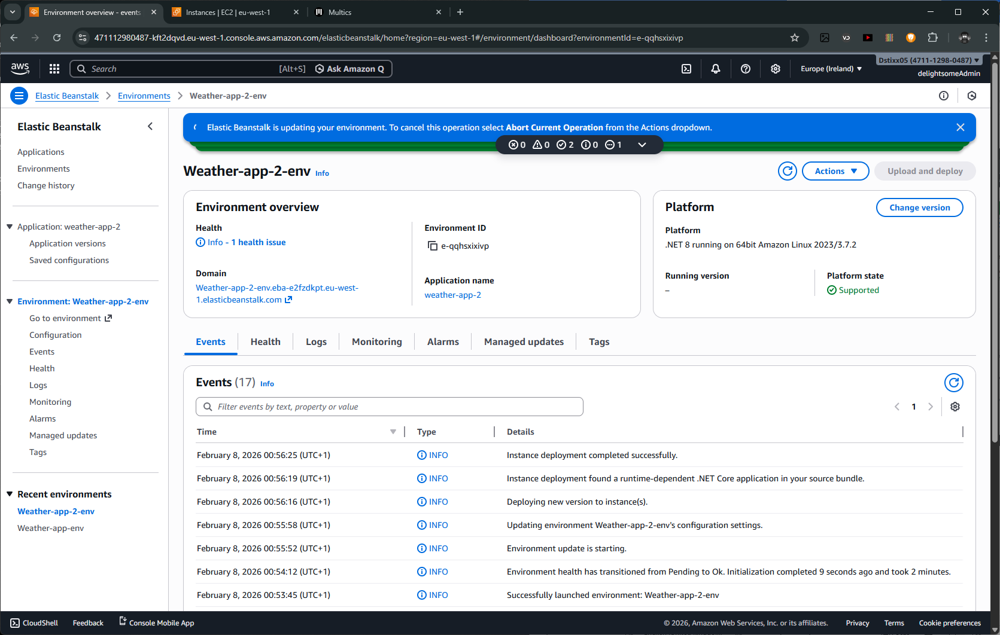 Environment overview - events
Instances | EC2 | eu-west-1
Multics
471112980487-kft2dqvd.eu-west-1.console.aws.amazon.com/elasticbeanstalk/home?region=eu-west-1#/environment/dashboard?environmentId=e-qqhsxixivp
aws
Search
[Alt+S]
Ask Amazon Q
Europe (Ireland)
Dstixx05 (4711-1298-0487)
delightsomeAdmin
Elastic Beanstalk
Environments
Weather-app-2-env
Elastic Beanstalk
Applications
Environments
Change history
Application: weather-app-2
Application versions
Saved configurations
Environment: Weather-app-2-env
Go to environment
Configuration
Events
Health
Logs
Monitoring
Alarms
Managed updates
Tags
Recent environments
Weather-app-2-env
Weather-app-env
Elastic Beanstalk is updating your environment. To cancel this operation select Abort Current Operation from the Actions dropdown.
0 0 2 0 1
Weather-app-2-env Info
Actions
Upload and deploy
Environment overview
Health
Info - 1 health issue
Domain
Weather-app-2-env.eba-e2fzdkpt.eu-west-
1.elasticbeanstalk.com
Environment ID
e-qqhsxixivp
Application name
weather-app-2
Platform
Change version
Platform
.NET 8 running on 64bit Amazon Linux 2023/3.7.2
Running version
–
Platform state
Supported
Events
Health
Logs
Monitoring
Alarms
Managed updates
Tags
Events (17) Info
Filter events by text, property or value
1
Time Type Details
February 8, 2026 00:56:25 (UTC+1) INFO Instance deployment completed successfully.
February 8, 2026 00:56:19 (UTC+1) INFO Instance deployment found a runtime-dependent .NET Core application in your source bundle.
February 8, 2026 00:56:16 (UTC+1) INFO Deploying new version to instance(s).
February 8, 2026 00:55:58 (UTC+1) INFO Updating environment Weather-app-2-env's configuration settings.
February 8, 2026 00:55:52 (UTC+1) INFO Environment update is starting.
February 8, 2026 00:54:12 (UTC+1) INFO Environment health has transitioned from Pending to Ok. Initialization completed 9 seconds ago and took 2 minutes.
February 8, 2026 00:53:45 (UTC+1) INFO Successfully launched environment: Weather-app-2-env
CloudShell
Feedback
Console Mobile App
© 2026, Amazon Web Services, Inc. or its affiliates.
Privacy
Terms
Cookie preferences